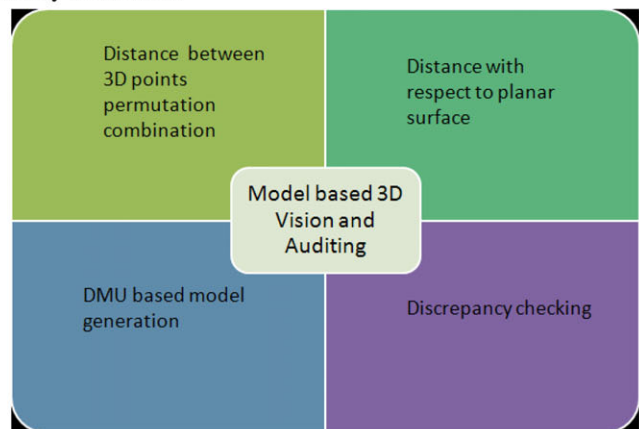 Distance between
3D points
permutation
combination
Distance with
respect to planar
surface
Model based 3D
Vision and
Auditing
DMU based model
generation
Discrepancy checking